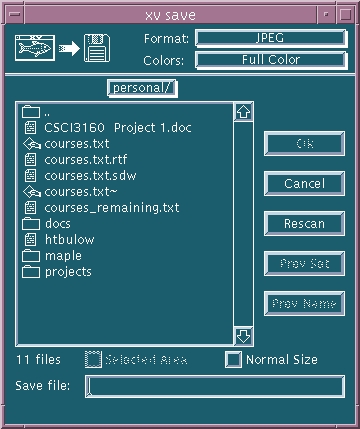 xv save
Format: JPEG
Colors: Full Color
personal/
..
CSCI3160 Project 1.doc
courses.txt
courses.txt.rtf
courses.txt.sdw
courses.txt~
courses_remaining.txt
docs
htbulow
maple
projects
Ok
Cancel
Rescan
Prev Set
Prev Name
11 files Selected Area Normal Size
Save file: